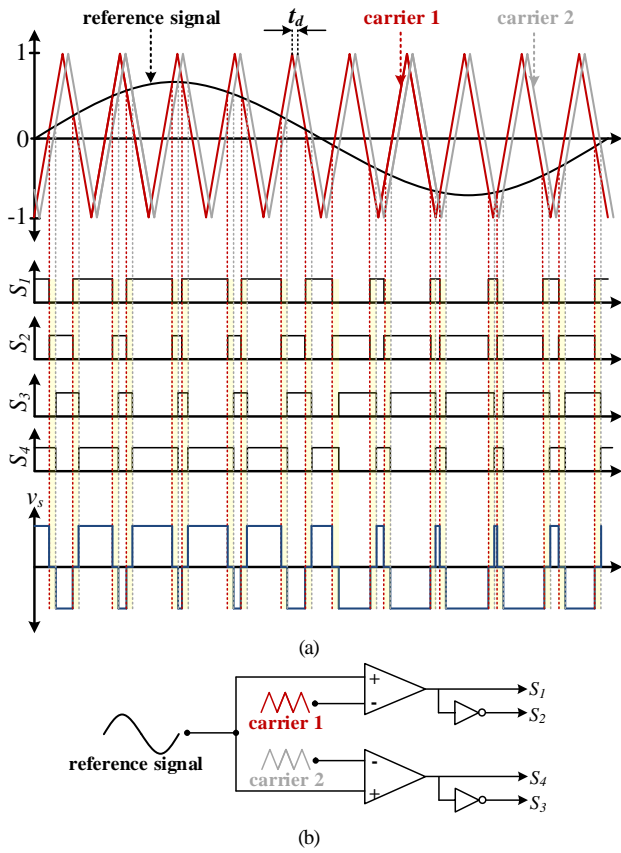 reference signal
t_d
carrier 1
carrier 2
1
0
-1
S_1
S_2
S_3
S_4
v_s
(a)
+
-
carrier 1
S_1
S_2
reference signal
carrier 2
-
+
S_4
S_3
(b)